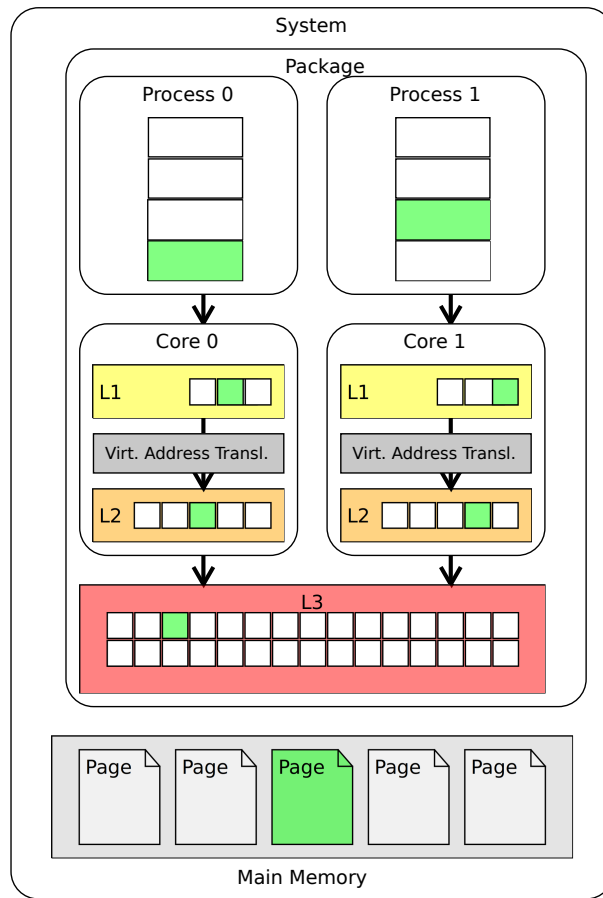 System
Package
Process 0 Process 1
Core 0 Core 1
L1 L1
Virt. Address Transl. Virt. Address Transl.
L2 L2
L3
Page Page Page Page Page
Main Memory